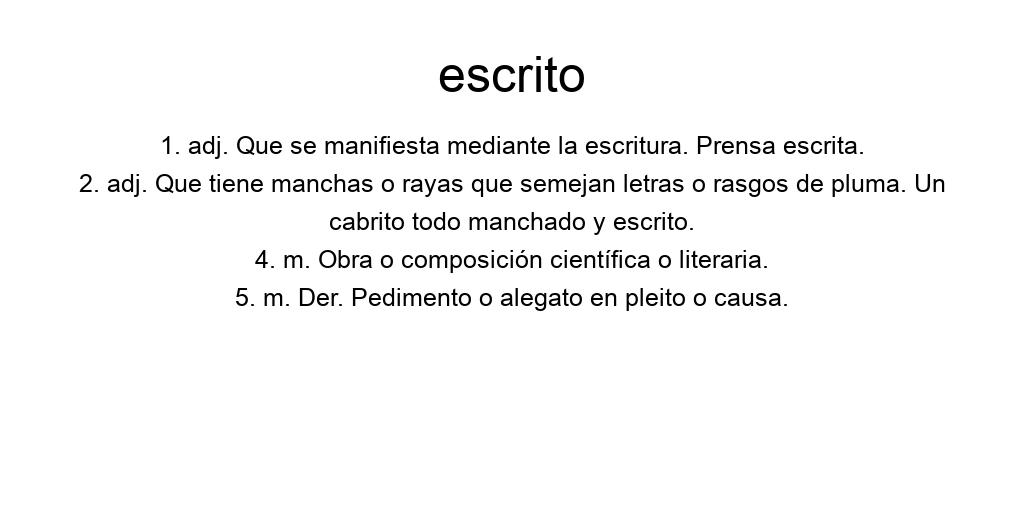 escrito
1. adj. Que se manifiesta mediante la escritura. Prensa escrita.
2. adj. Que tiene manchas o rayas que semejan letras o rasgos de pluma. Un
cabrito todo manchado y escrito.
4. m. Obra o composición científica o literaria.
5. m. Der. Pedimento o alegato en pleito o causa.